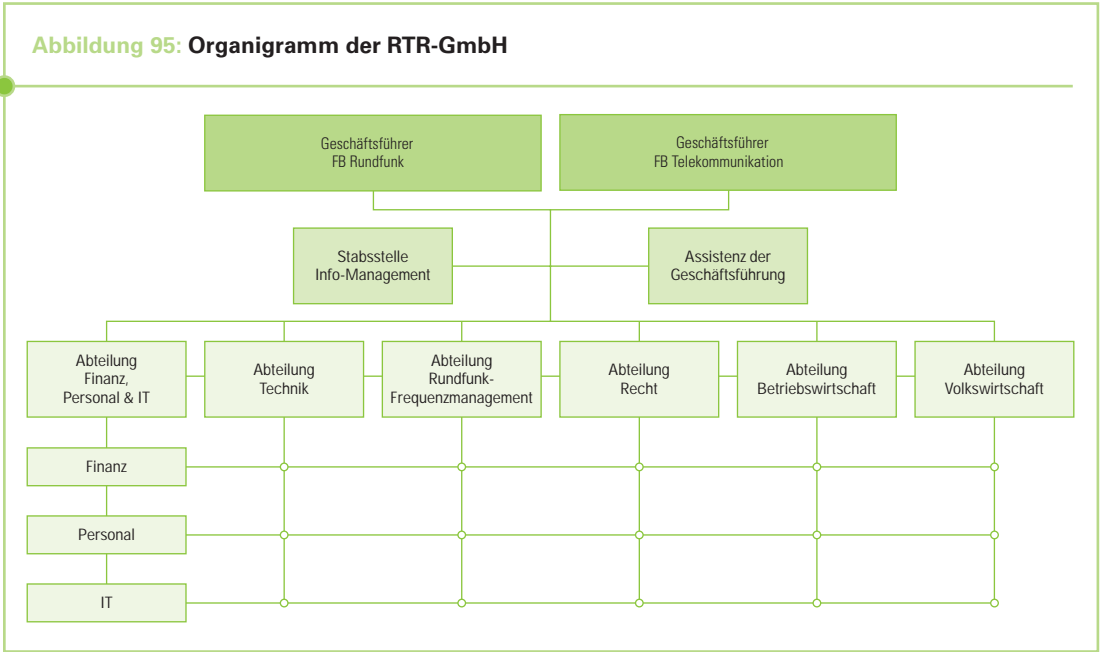 Abbildung 95: Organigramm der RTR-GmbH
Geschäftsführer
FB Rundfunk
Geschäftsführer
FB Telekommunikation
Stabsstelle
Info-Management
Assistenz der
Geschäftsführung
Abteilung
Finanz,
Personal & IT
Abteilung
Technik
Abteilung
Rundfunk-
Frequenzmanagement
Abteilung
Recht
Abteilung
Betriebswirtschaft
Abteilung
Volkswirtschaft
Finanz
Personal
IT